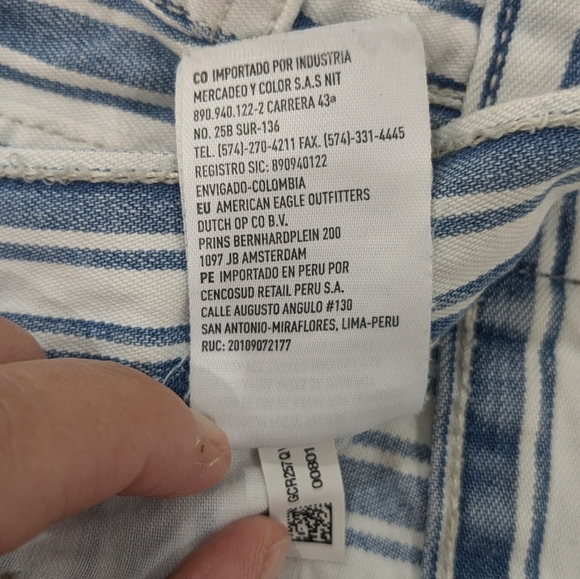 CO IMPORTADO POR INDUSTRIA
MERCADEO Y COLOR S.A.S NIT
890.940.122-2 CARRERA 43ª
NO. 25B SUR-136
TEL. (574)-270-4211 FAX. (574)-331-4445
REGISTRO SIC: 890940122
ENVIGADO-COLOMBIA
EU AMERICAN EAGLE OUTFITTERS
DUTCH OP CO B.V.
PRINS BERNHARDPLEIN 200
1097 JB AMSTERDAM
PE IMPORTADO EN PERU POR
CENCOSUD RETAIL PERU S.A.
CALLE AUGUSTO ANGULO #130
SAN ANTONIO-MIRAFLORES, LIMA-PERU
RUC: 20109072177
GCR257Q
00801